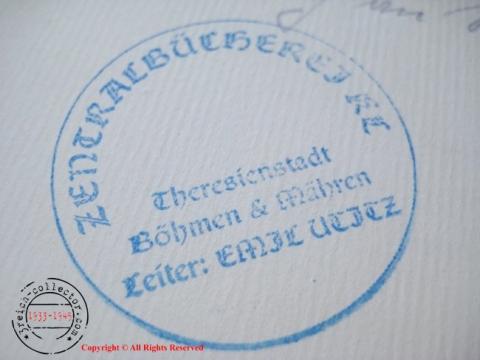 ZENTRALBÜCHEREI KL
Theresienstadt
Böhmen & Mähren
Leiter: EMIL UTITZ
3reich-collector.com
1933-1945
Copyright © All Rights Reserved